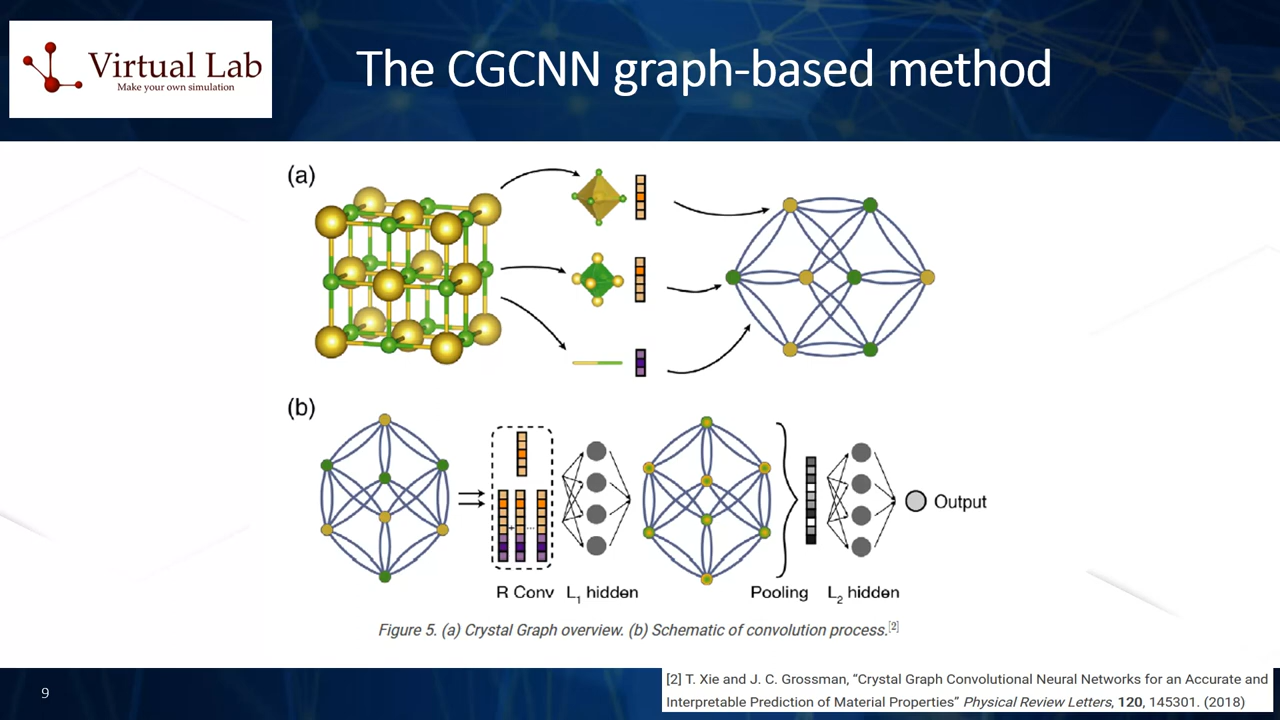 Virtual Lab
Make your own simulation
The CGCNN graph-based method
(a)
(b)
+
...
Output
R Conv
L1 hidden
Pooling
L2 hidden
Figure 5. (a) Crystal Graph overview. (b) Schematic of convolution process.[2]
9
[2] T. Xie and J. C. Grossman, “Crystal Graph Convolutional Neural Networks for an Accurate and
Interpretable Prediction of Material Properties” Physical Review Letters, 120, 145301. (2018)